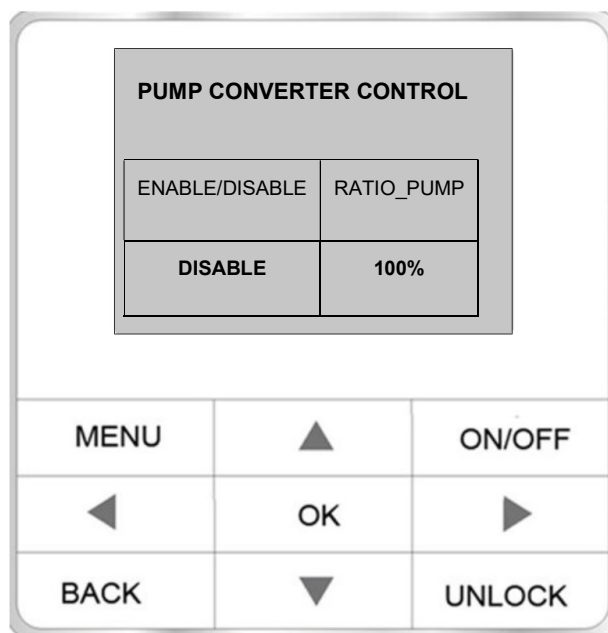 PUMP CONVERTER CONTROL
ENABLE/DISABLE RATIO_PUMP
DISABLE 100%
MENU ON/OFF
OK
BACK UNLOCK